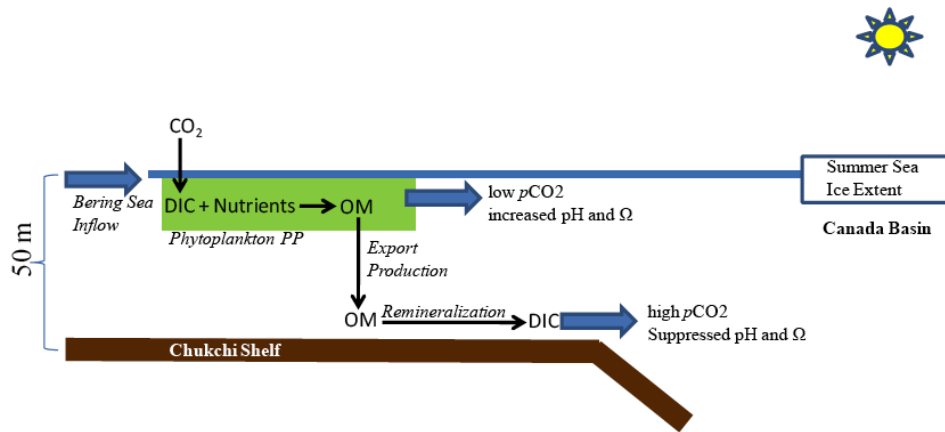 CO₂
Summer Sea
Ice Extent
Bering Sea
Inflow
DIC + Nutrients
OM
low pCO2
increased pH and Ω
Phytoplankton PP
Canada Basin
50 m
Export
Production
OM
Remineralization
DIC
high pCO2
Suppressed pH and Ω
Chukchi Shelf